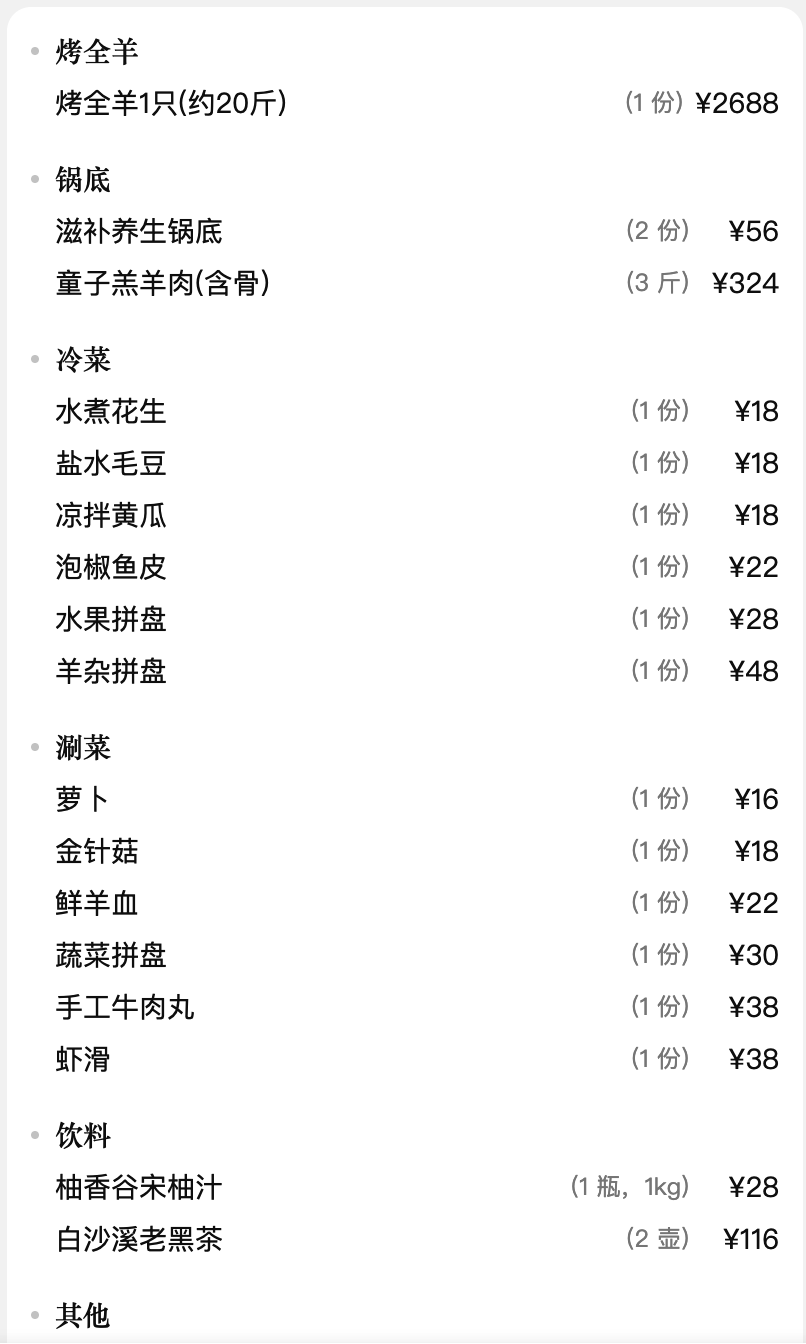 烤全羊
烤全羊1只(约20斤) (1 份) ¥2688
锅底
滋补养生锅底 (2 份) ¥56
童子羔羊肉(含骨) (3 斤) ¥324
冷菜
水煮花生 (1 份) ¥18
盐水毛豆 (1 份) ¥18
凉拌黄瓜 (1 份) ¥18
泡椒鱼皮 (1 份) ¥22
水果拼盘 (1 份) ¥28
羊杂拼盘 (1 份) ¥48
涮菜
萝卜 (1 份) ¥16
金针菇 (1 份) ¥18
鲜羊血 (1 份) ¥22
蔬菜拼盘 (1 份) ¥30
手工牛肉丸 (1 份) ¥38
虾滑 (1 份) ¥38
饮料
柚香谷宋柚汁 (1 瓶，1kg) ¥28
白沙溪老黑茶 (2 壶) ¥116
其他